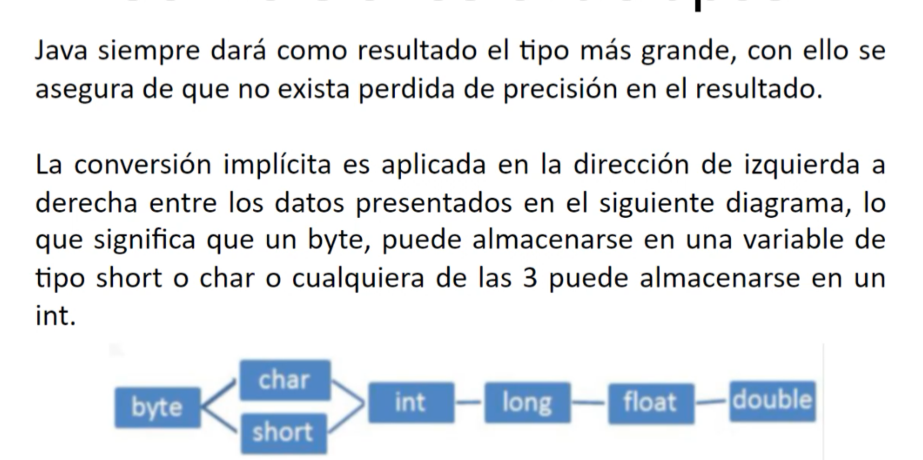 Java siempre dará como resultado el tipo más grande, con ello se
asegura de que no exista perdida de precisión en el resultado.
La conversión implícita es aplicada en la dirección de izquierda a
derecha entre los datos presentados en el siguiente diagrama, lo
que significa que un byte, puede almacenarse en una variable de
tipo short o char o cualquiera de las 3 puede almacenarse en un
int.
char
byte
int
long
float
double
short